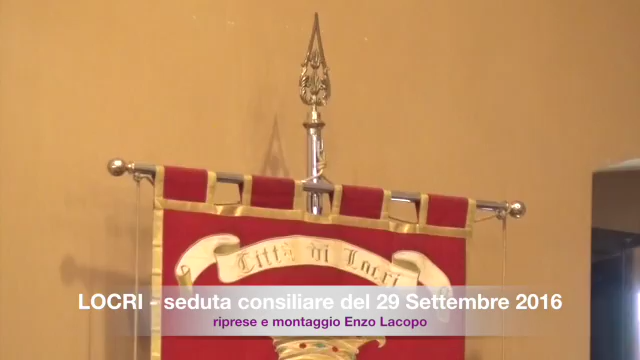 Città di Locri
LOCRI - seduta consiliare del 29 Settembre 2016
riprese e montaggio Enzo Lacopo